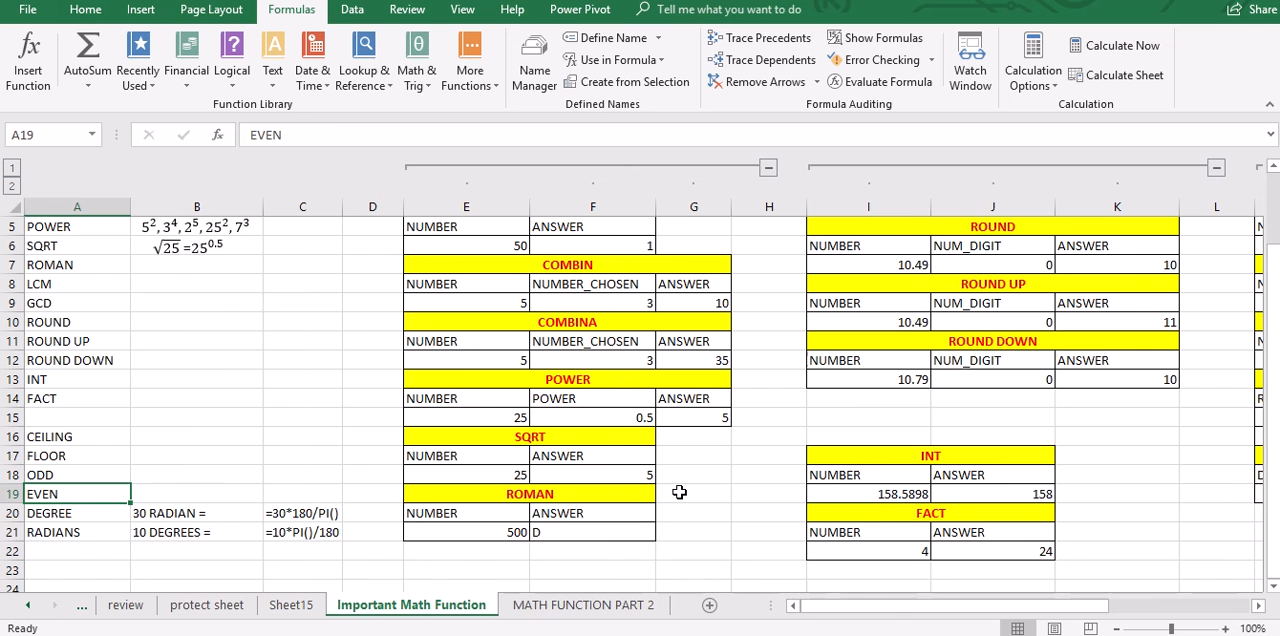 File Home Insert Page Layout Formulas Data Review View Help Power Pivot Tell me what you want to do Share
Insert Function AutoSum Recently Used Financial Logical Text Date & Time Lookup & Reference Math & Trig More Functions
Function Library
Name Manager Define Name Use in Formula Create from Selection
Defined Names
Trace Precedents Trace Dependents Remove Arrows Show Formulas Error Checking Evaluate Formula
Formula Auditing
Watch Window
Calculation Options Calculate Now Calculate Sheet
Calculation
A19 fx EVEN
1
2
A B C D E F G H I J K L
5 POWER 5², 3⁴, 2⁵, 25², 7³ NUMBER ANSWER ROUND
6 SQRT √25 =25^0.5 50 1 NUMBER NUM_DIGIT ANSWER
7 ROMAN COMBIN 10.49 0 10
8 LCM NUMBER NUMBER_CHOSEN ANSWER ROUND UP
9 GCD 5 3 10 NUMBER NUM_DIGIT ANSWER
10 ROUND COMBINA 10.49 0 11
11 ROUND UP NUMBER NUMBER_CHOSEN ANSWER ROUND DOWN
12 ROUND DOWN 5 3 35 NUMBER NUM_DIGIT ANSWER
13 INT POWER 10.79 0 10
14 FACT NUMBER POWER ANSWER
15 25 0.5 5
16 CEILING SQRT
17 FLOOR NUMBER ANSWER INT
18 ODD 25 5 NUMBER ANSWER
19 EVEN ROMAN 158.5898 158
20 DEGREE 30 RADIAN = =30*180/PI() NUMBER ANSWER FACT
21 RADIANS 10 DEGREES = =10*PI()/180 500 D NUMBER ANSWER
22 4 24
23
24
... review protect sheet Sheet15 Important Math Function MATH FUNCTION PART 2
Ready 100%